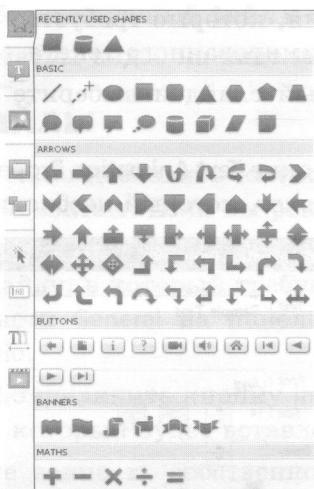 RECENTLY USED SHAPES
BASIC
ARROWS
BUTTONS
BANNERS
MATHS